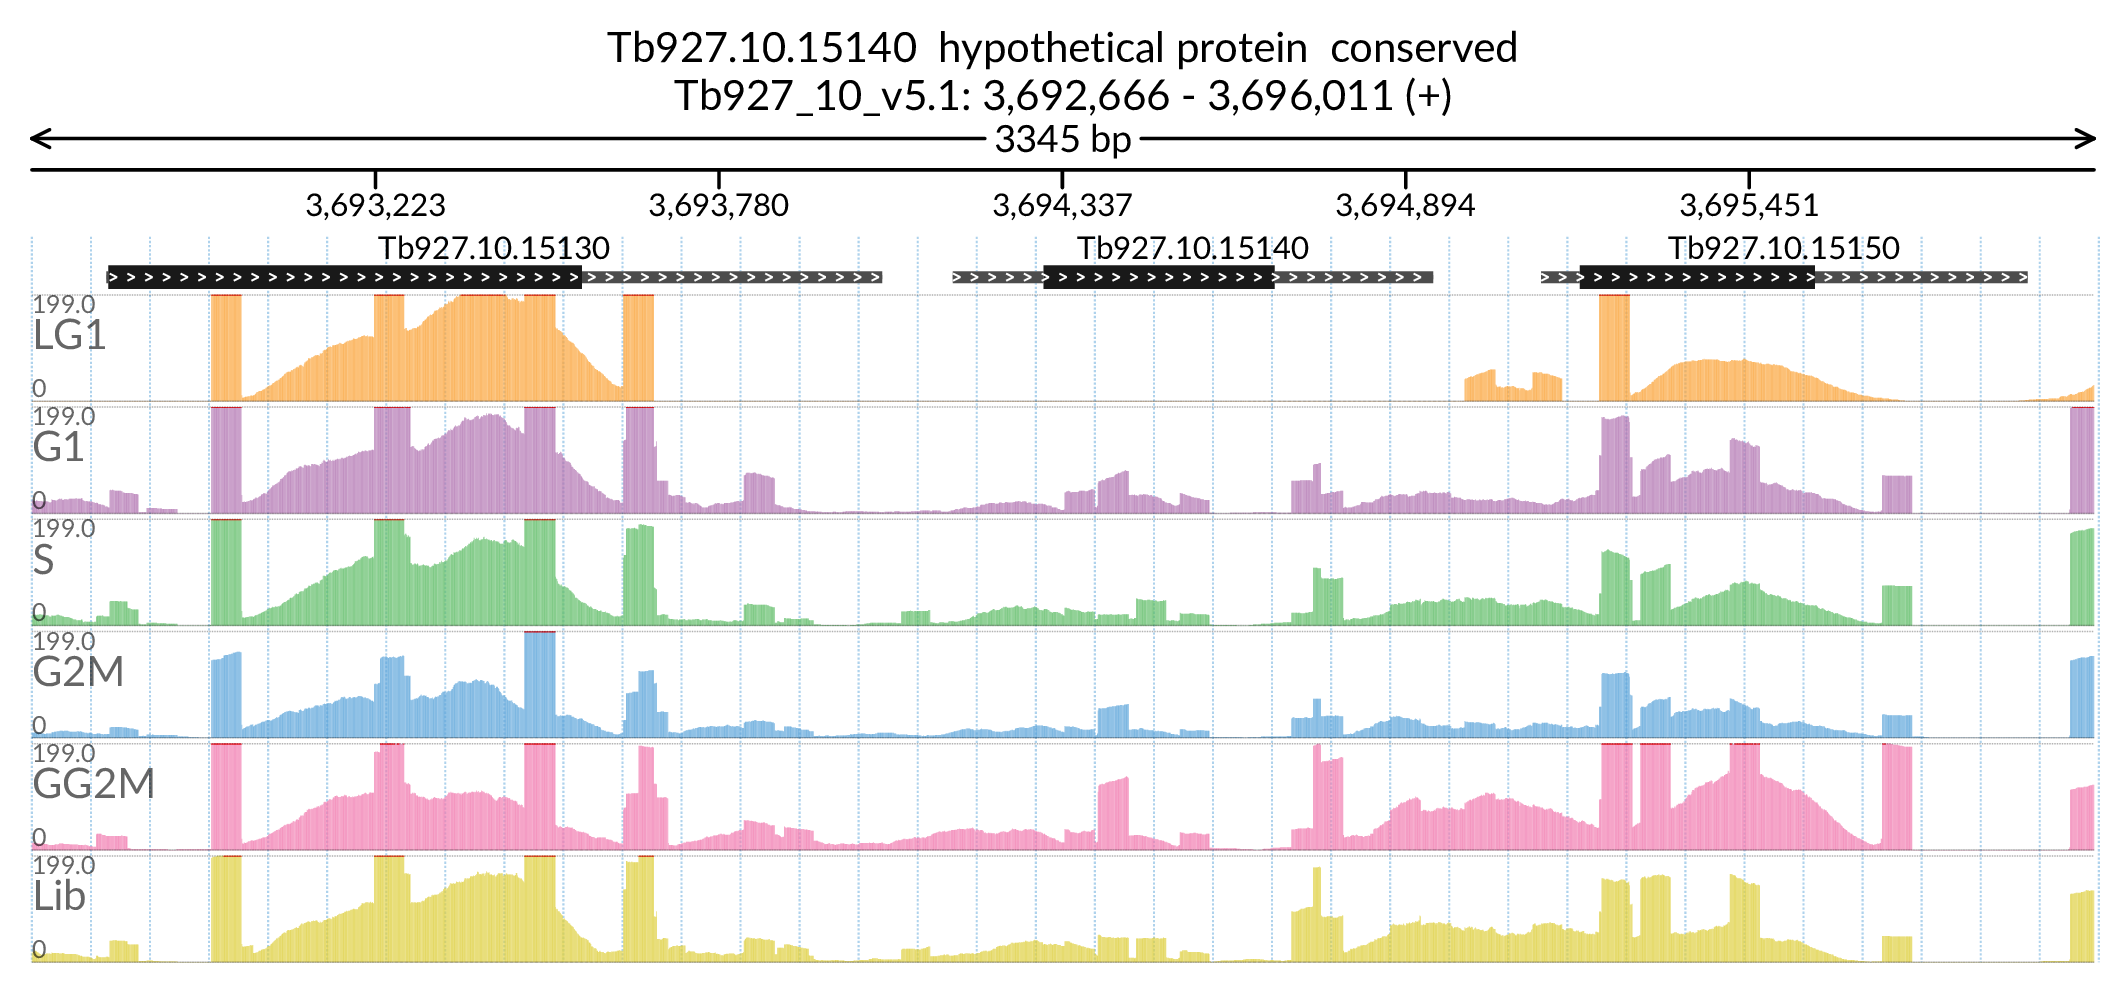 Tb927.10.15140  hypothetical protein  conserved
Tb927_10_v5.1: 3,692,666 - 3,696,011 (+)
3345 bp
3,693,223 3,693,780 3,694,337 3,694,894 3,695,451
Tb927.10.15130 Tb927.10.15140 Tb927.10.15150
199.0
LG1
0
199.0
G1
0
199.0
S
0
199.0
G2M
0
199.0
GG2M
0
199.0
Lib
0